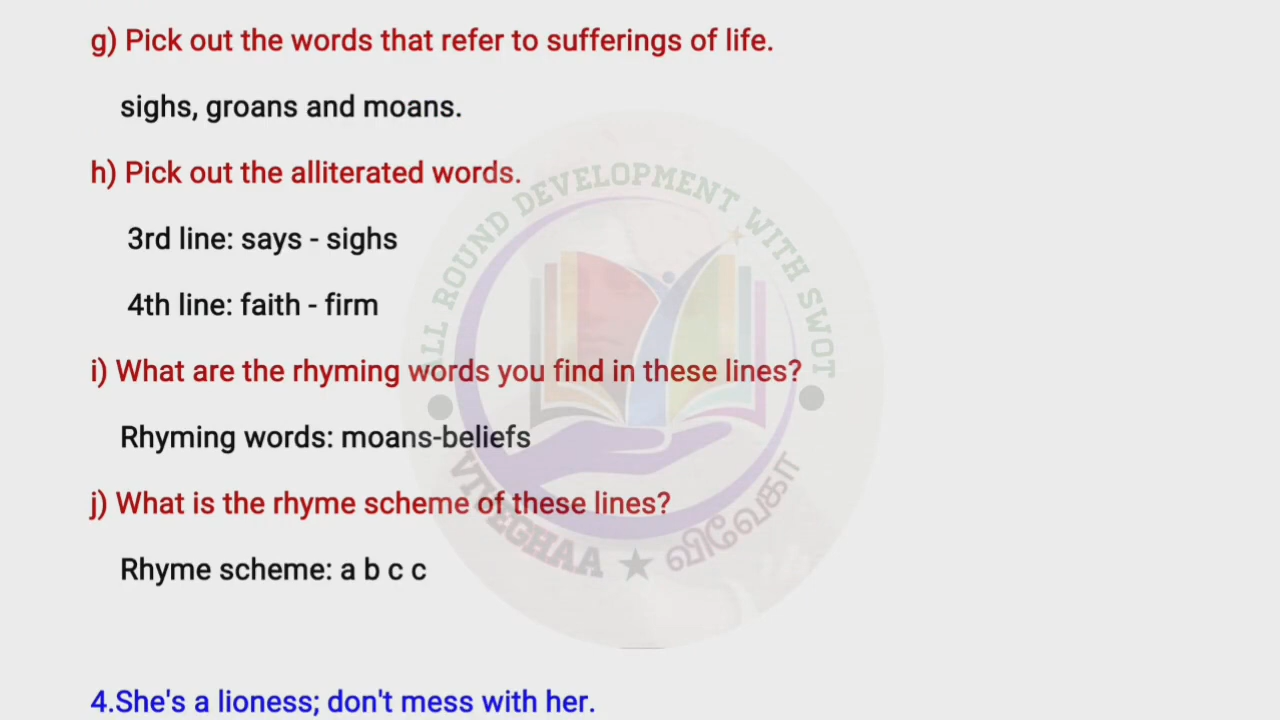 g) Pick out the words that refer to sufferings of life.
sighs, groans and moans.
h) Pick out the alliterated words.
3rd line: says - sighs
4th line: faith - firm
i) What are the rhyming words you find in these lines?
Rhyming words: moans-beliefs
j) What is the rhyme scheme of these lines?
Rhyme scheme: a b c c
4.She's a lioness; don't mess with her.
ALL ROUND DEVELOPMENT WITH SWOT
VIVEGHAA ★ விவேகா